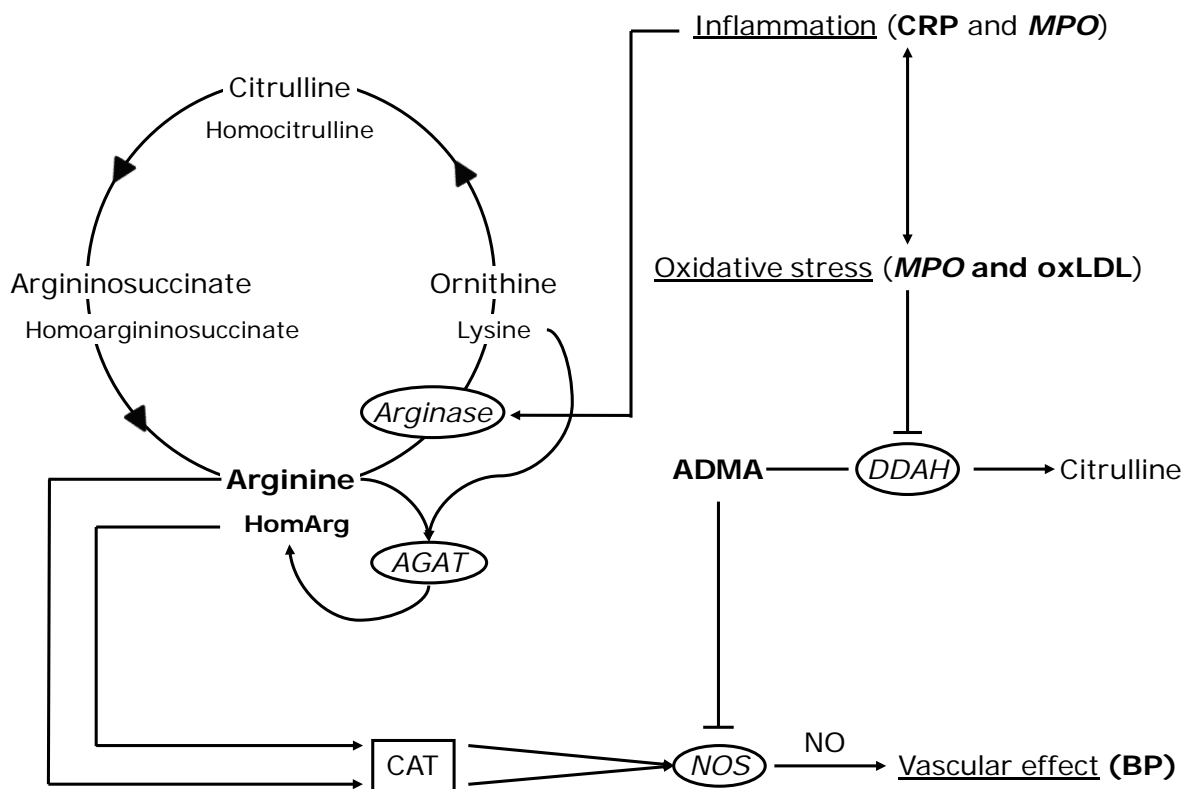 Inflammation (CRP and MPO)
Citrulline
Homocitrulline
Oxidative stress (MPO and oxLDL)
Argininosuccinate
Ornithine
Homoargininosuccinate
Lysine
Arginase
Arginine
ADMA
DDAH
Citrulline
HomArg
AGAT
NO
CAT
NOS
Vascular effect (BP)